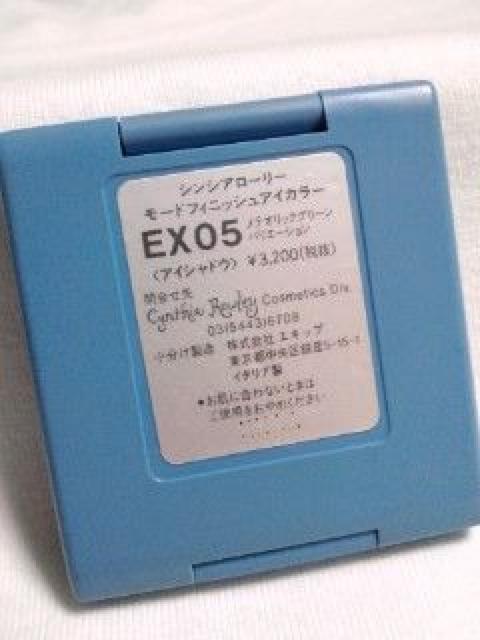 シンシアローリー
モードフィニッシュアイカラー
EX05 メテオリックグリーン
バリエーション
〈アイシャドウ〉 ¥3,200(税抜)
問合せ先
Cynthia Rowley Cosmetics Div.
03(5443)6708
小分け製造 株式会社 エキップ
東京都中央区銀座5-15-1
イタリア製
●お肌に合わないときは
ご使用をおやめください